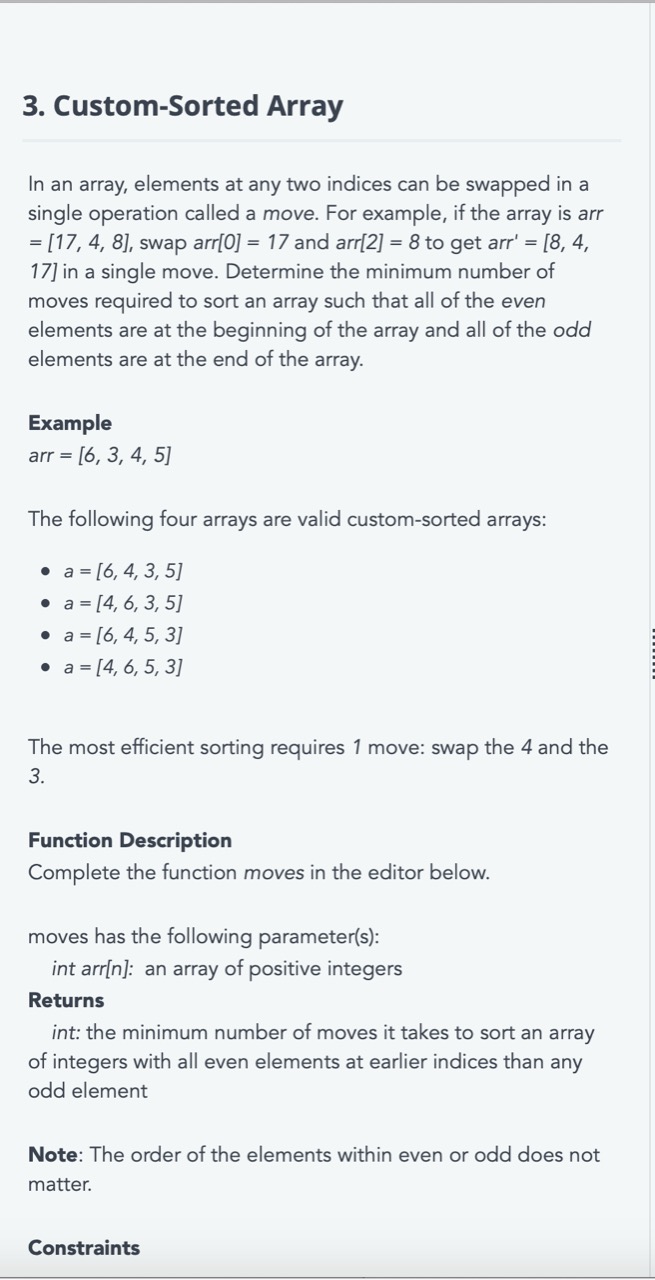 3. Custom-Sorted Array
In an array, elements at any two indices can be swapped in a
single operation called a move. For example, if the array is arr
= [17, 4, 8], swap arr[0] = 17 and arr[2] = 8 to get arr' = [8, 4,
17] in a single move. Determine the minimum number of
moves required to sort an array such that all of the even
elements are at the beginning of the array and all of the odd
elements are at the end of the array.
Example
arr = [6, 3, 4, 5]
The following four arrays are valid custom-sorted arrays:
• a = [6, 4, 3, 5]
• a = [4, 6, 3, 5]
• a = [6, 4, 5, 3]
• a = [4, 6, 5, 3]
The most efficient sorting requires 1 move: swap the 4 and the
3.
Function Description
Complete the function moves in the editor below.
moves has the following parameter(s):
int arr[n]: an array of positive integers
Returns
int: the minimum number of moves it takes to sort an array
of integers with all even elements at earlier indices than any
odd element
Note: The order of the elements within even or odd does not
matter.
Constraints